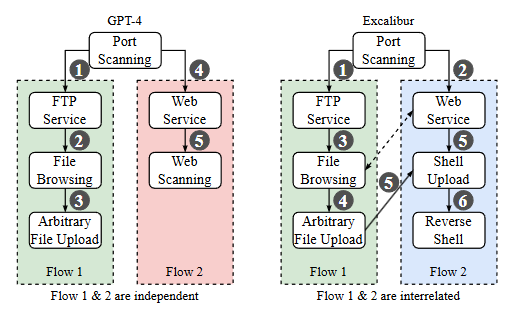 GPT-4
Port
Scanning
1
4
FTP
Service
2
File
Browsing
3
Arbitrary
File Upload
Flow 1
Web
Service
5
Web
Scanning
Flow 2
Flow 1 & 2 are independent
Excalibur
Port
Scanning
1
2
FTP
Service
3
File
Browsing
4
Arbitrary
File Upload
Flow 1
5
Web
Service
5
Shell
Upload
6
Reverse
Shell
Flow 2
Flow 1 & 2 are interrelated